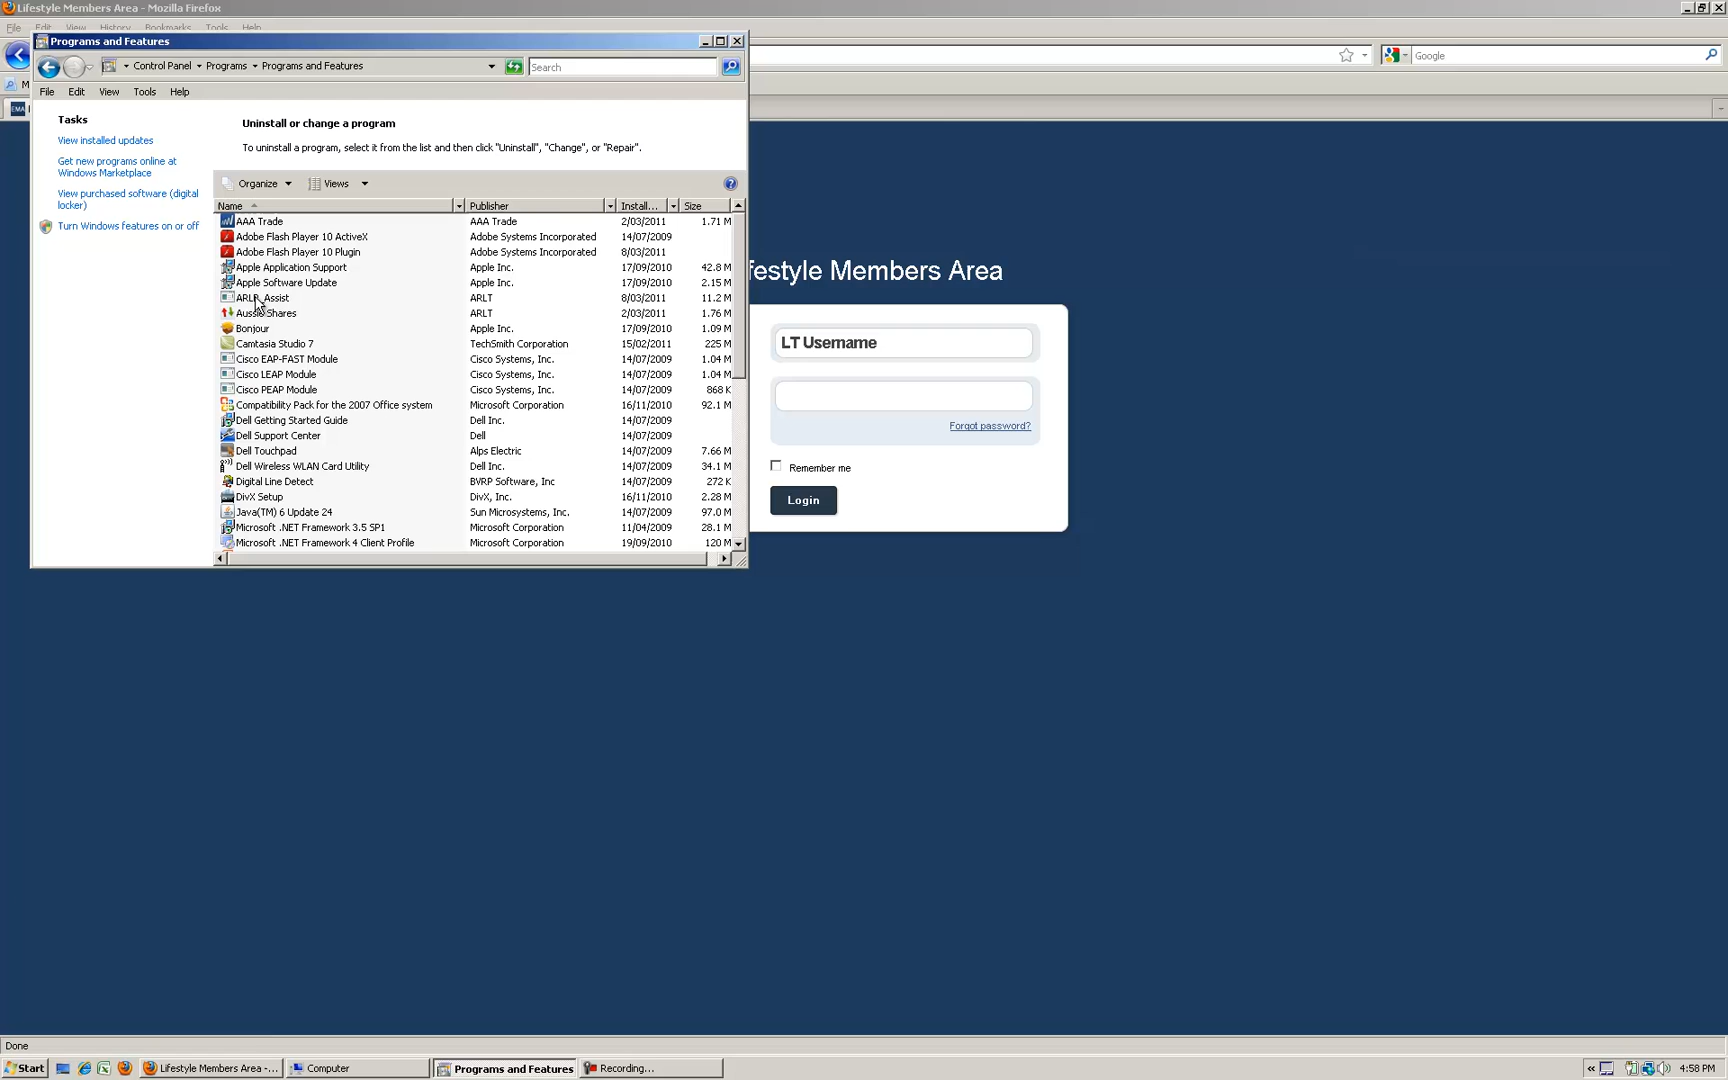 Lifestyle Members Area - Mozilla Firefox
File Edit View History Bookmarks Tools Help
Programs and Features
Control Panel Programs Programs and Features
Search
Google
M
File Edit View Tools Help
EMA
Tasks
View installed updates
Get new programs online at
Windows Marketplace
View purchased software (digital
locker)
Turn Windows features on or off
Uninstall or change a program
To uninstall a program, select it from the list and then click "Uninstall", "Change", or "Repair".
Organize Views
Name Publisher Install... Size
AAA Trade AAA Trade 2/03/2011 1.71 M
Adobe Flash Player 10 ActiveX Adobe Systems Incorporated 14/07/2009
Adobe Flash Player 10 Plugin Adobe Systems Incorporated 8/03/2011
Apple Application Support Apple Inc. 17/09/2010 42.8 M
Apple Software Update Apple Inc. 17/09/2010 2.15 M
Assist ARLT 8/03/2011 11.2 M
Aussie Shares ARLT 2/03/2011 1.76 M
Bonjour Apple Inc. 17/09/2010 1.09 M
Camtasia Studio 7 TechSmith Corporation 15/02/2011 225 M
Cisco EAP-FAST Module Cisco Systems, Inc. 14/07/2009 1.04 M
Cisco LEAP Module Cisco Systems, Inc. 14/07/2009 1.04 M
Cisco PEAP Module Cisco Systems, Inc. 14/07/2009 868 K
Compatibility Pack for the 2007 Office system Microsoft Corporation 16/11/2010 92.1 M
Dell Getting Started Guide Dell Inc. 14/07/2009
Dell Support Center Dell 14/07/2009
Dell Touchpad Alps Electric 14/07/2009 7.66 M
Dell Wireless WLAN Card Utility Dell Inc. 14/07/2009 34.1 M
Digital Line Detect BVRP Software, Inc 14/07/2009 272 K
DivX Setup DivX, Inc. 16/11/2010 2.28 M
Java(TM) 6 Update 24 Sun Microsystems, Inc. 14/07/2009 97.0 M
Microsoft .NET Framework 3.5 SP1 Microsoft Corporation 11/04/2009 28.1 M
Microsoft .NET Framework 4 Client Profile Microsoft Corporation 19/09/2010 120 M
festyle Members Area
LT Username
Forgot password?
Remember me
Login
Done
Start Lifestyle Members Area -... Computer Programs and Features Recording... « 4:58 PM